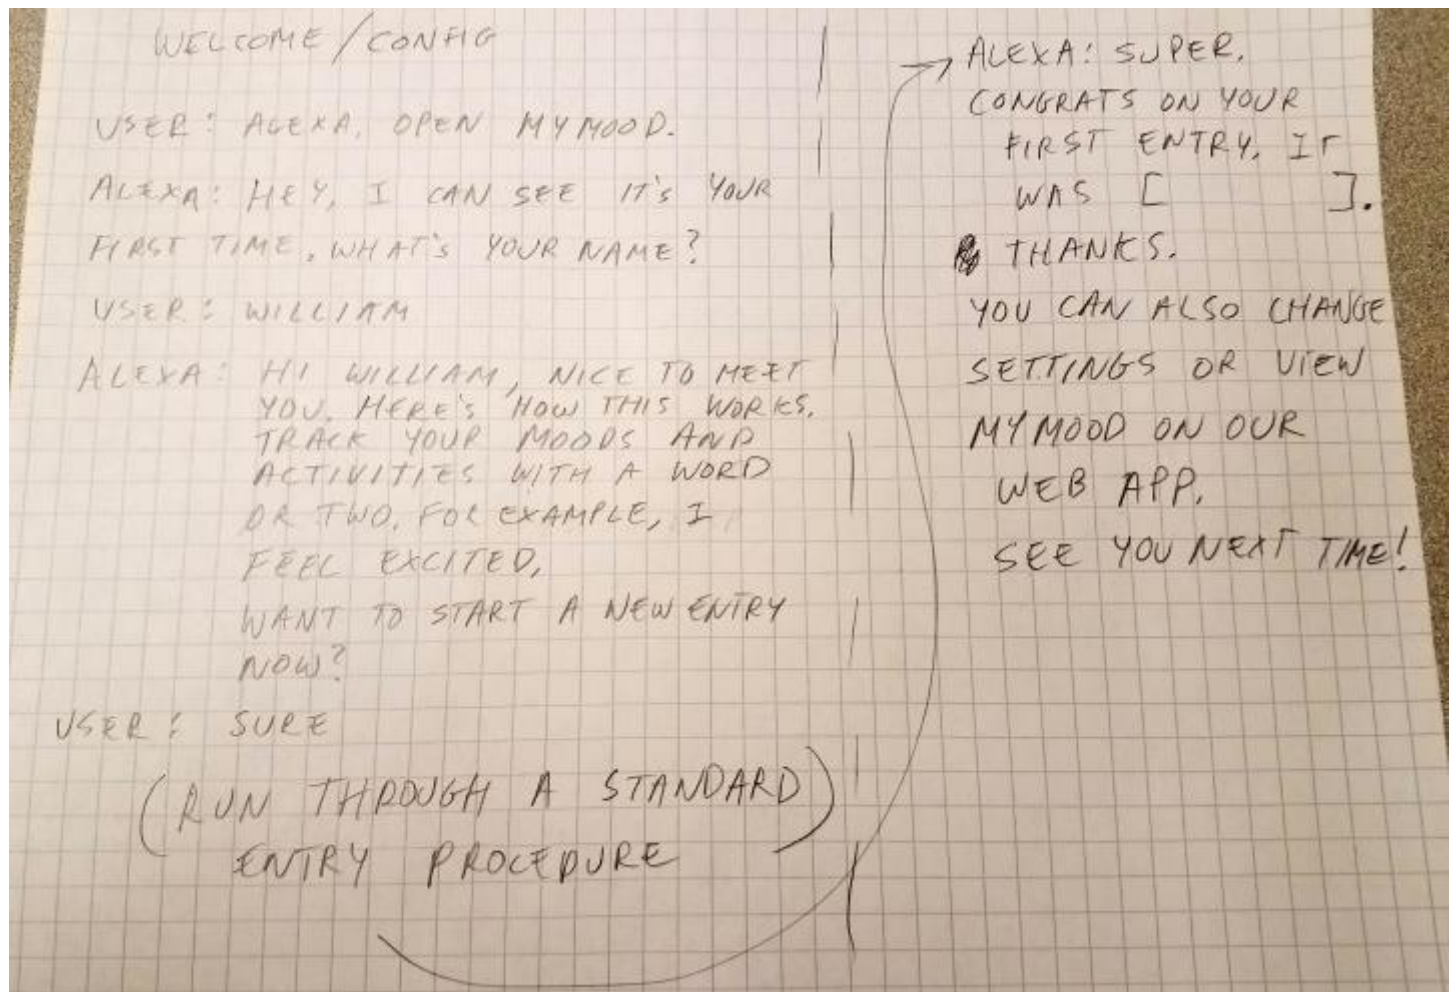 WELCOME/CONFIG
USER: ALEXA, OPEN MY MOOD.
ALEXA: HEY, I CAN SEE IT'S YOUR
FIRST TIME, WHAT'S YOUR NAME?
USER: WILLIAM
ALEXA: HI WILLIAM, NICE TO MEET
YOU. HERE'S HOW THIS WORKS.
TRACK YOUR MOODS AND
ACTIVITIES WITH A WORD
OR TWO. FOR EXAMPLE, I
FEEL EXCITED.
WANT TO START A NEW ENTRY
NOW?
USER: SURE
(RUN THROUGH A STANDARD
ENTRY PROCEDURE)
ALEXA: SUPER.
CONGRATS ON YOUR
FIRST ENTRY. IT
WAS [ ].
THANKS.
YOU CAN ALSO CHANGE
SETTINGS OR VIEW
MY MOOD ON OUR
WEB APP.
SEE YOU NEXT TIME!